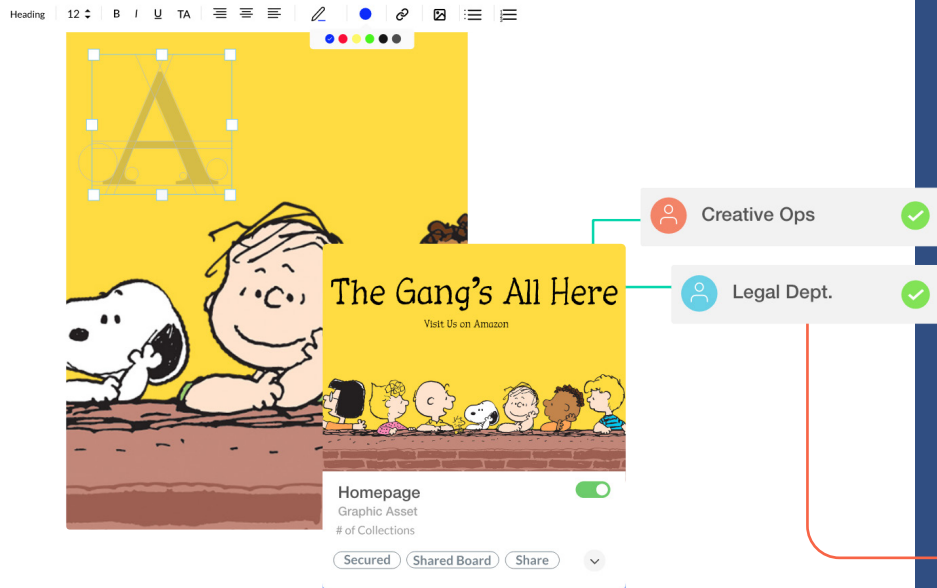 Heading 12 B I U TA
A
The Gang's All Here
Visit Us on Amazon
Creative Ops
Legal Dept.
Homepage
Graphic Asset
# of Collections
Secured Shared Board Share